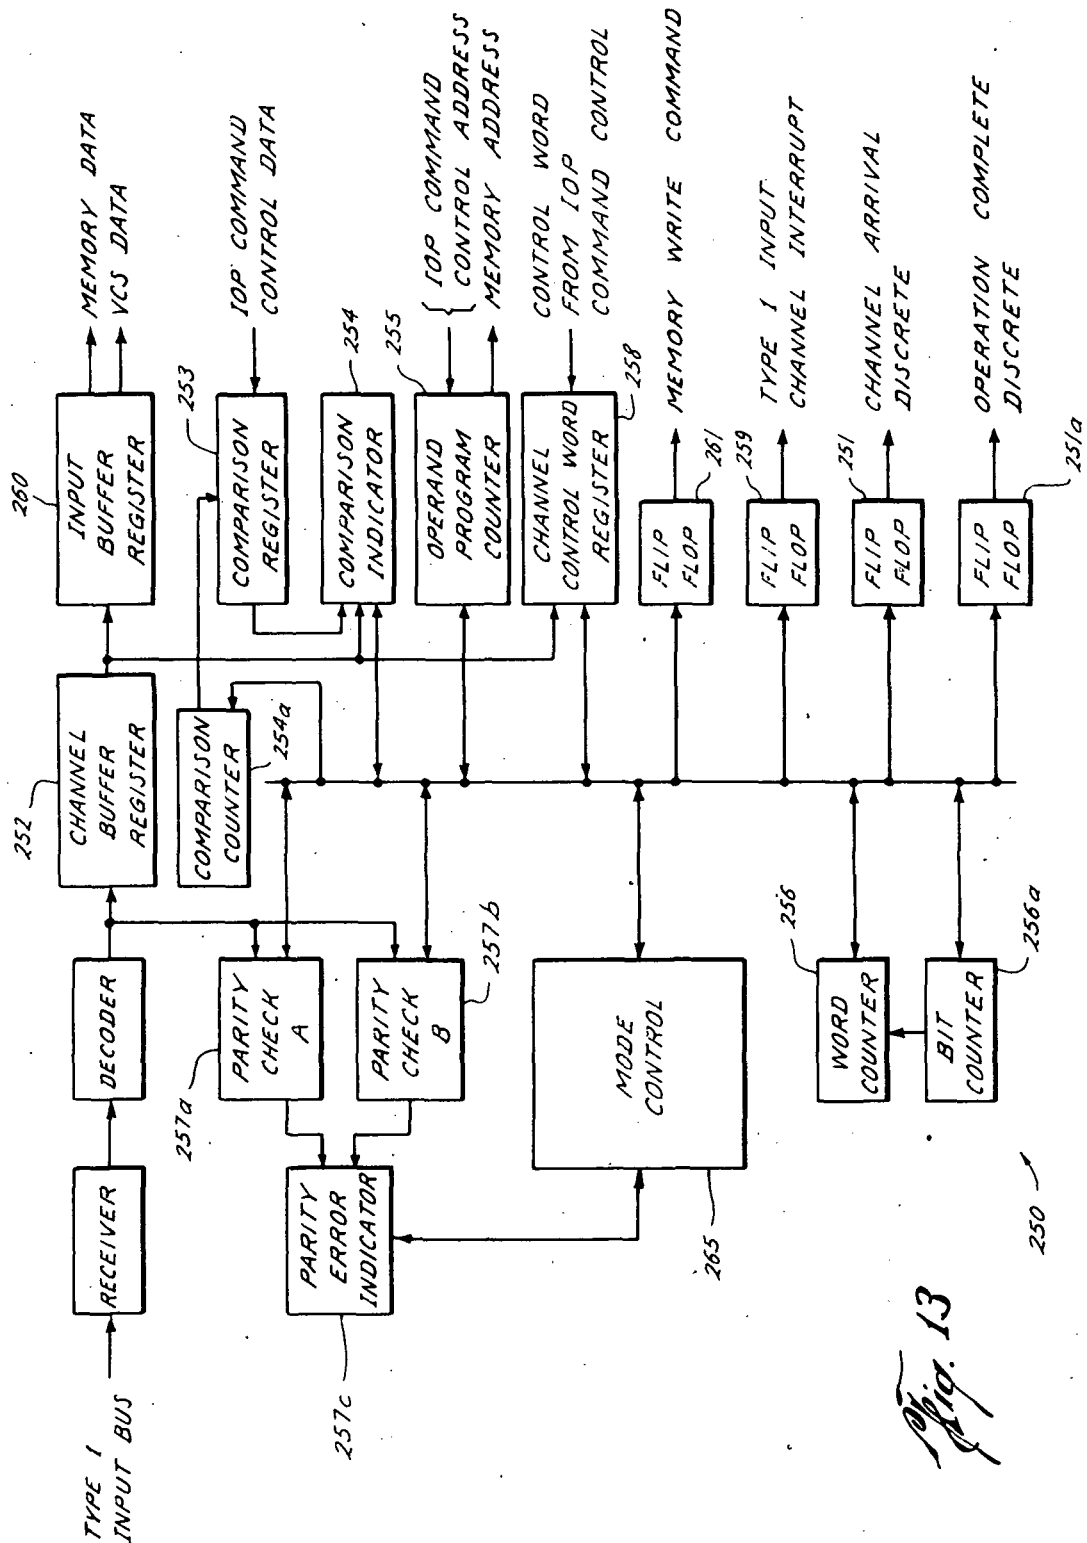 TYPE 1
INPUT BUS
RECEIVER
DECODER
252
CHANNEL
BUFFER
REGISTER
260
INPUT
BUFFER
REGISTER
MEMORY DATA
VCS DATA
257a
PARITY
CHECK
A
COMPARISON
COUNTER
254a
253
COMPARISON
REGISTER
IOP COMMAND
CONTROL DATA
257c
PARITY
ERROR
INDICATOR
PARITY
CHECK
B
257b
COMPARISON
INDICATOR
254
OPERAND
PROGRAM
COUNTER
255
IOP COMMAND
CONTROL ADDRESS
MEMORY ADDRESS
CHANNEL
CONTROL WORD
REGISTER
258
CONTROL WORD
FROM IOP
COMMAND CONTROL
MODE
CONTROL
265
FLIP
FLOP
261
MEMORY WRITE COMMAND
FLIP
FLOP
259
TYPE 1 INPUT
CHANNEL INTERRUPT
WORD
COUNTER
256
FLIP
FLOP
251
CHANNEL ARRIVAL
DISCRETE
BIT
COUNTER
256a
FLIP
FLOP
251a
OPERATION COMPLETE
DISCRETE
250
Fig. 13